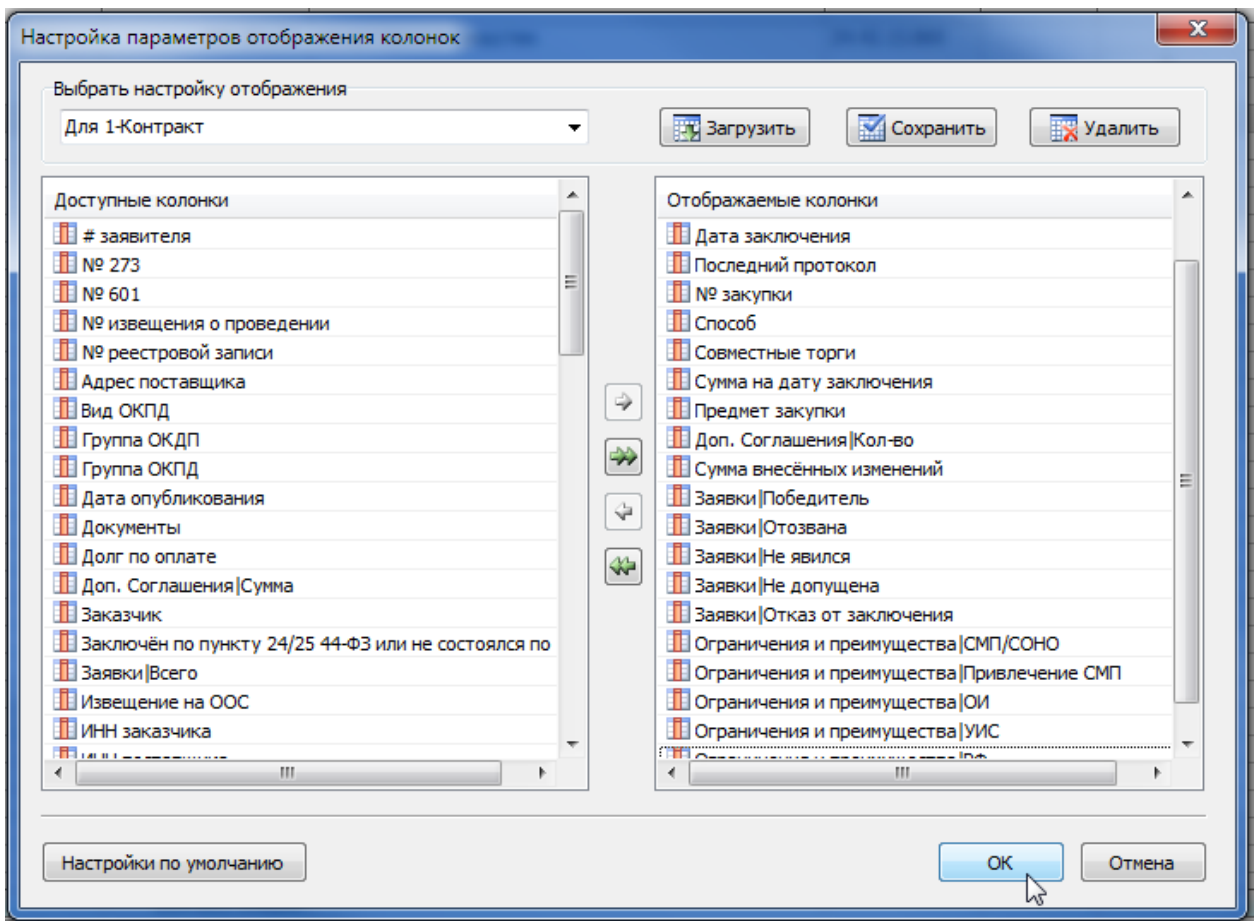 Настройка параметров отображения колонок
Выбрать настройку отображения
Для 1-Контракт
Загрузить
Сохранить
Удалить
Доступные колонки
# заявителя
№ 273
№ 601
№ извещения о проведении
№ реестровой записи
Адрес поставщика
Вид ОКПД
Группа ОКДП
Группа ОКПД
Дата опубликования
Документы
Долг по оплате
Доп. Соглашения|Сумма
Заказчик
Заключён по пункту 24/25 44-ФЗ или не состоялся по
Заявки|Всего
Извещение на ООС
ИНН заказчика
Отображаемые колонки
Дата заключения
Последний протокол
№ закупки
Способ
Совместные торги
Сумма на дату заключения
Предмет закупки
Доп. Соглашения|Кол-во
Сумма внесённых изменений
Заявки|Победитель
Заявки|Отозвана
Заявки|Не явился
Заявки|Не допущена
Заявки|Отказ от заключения
Ограничения и преимущества|СМП/СОНО
Ограничения и преимущества|Привлечение СМП
Ограничения и преимущества|ОИ
Ограничения и преимущества|УИС
Настройки по умолчанию
ОК
Отмена